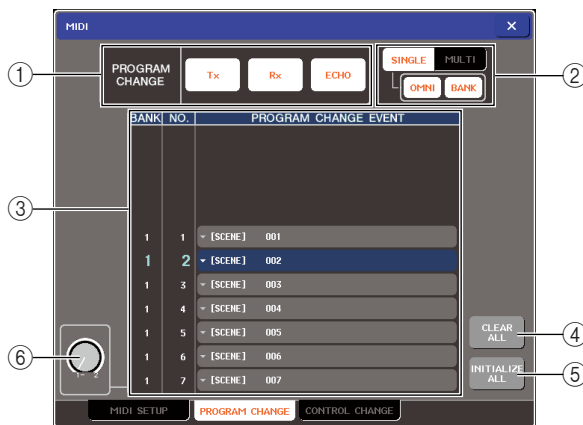 MIDI
①
PROGRAM CHANGE
Tx
Rx
ECHO
SINGLE
MULTI
OMNI
BANK
②
③
BANK NO. PROGRAM CHANGE EVENT
1 1 [SCENE] 001
1 2 [SCENE] 002
1 3 [SCENE] 003
1 4 [SCENE] 004
1 5 [SCENE] 005
1 6 [SCENE] 006
1 7 [SCENE] 007
CLEAR ALL
④
INITIALIZE ALL
⑤
⑥
1- 2
MIDI SETUP
PROGRAM CHANGE
CONTROL CHANGE